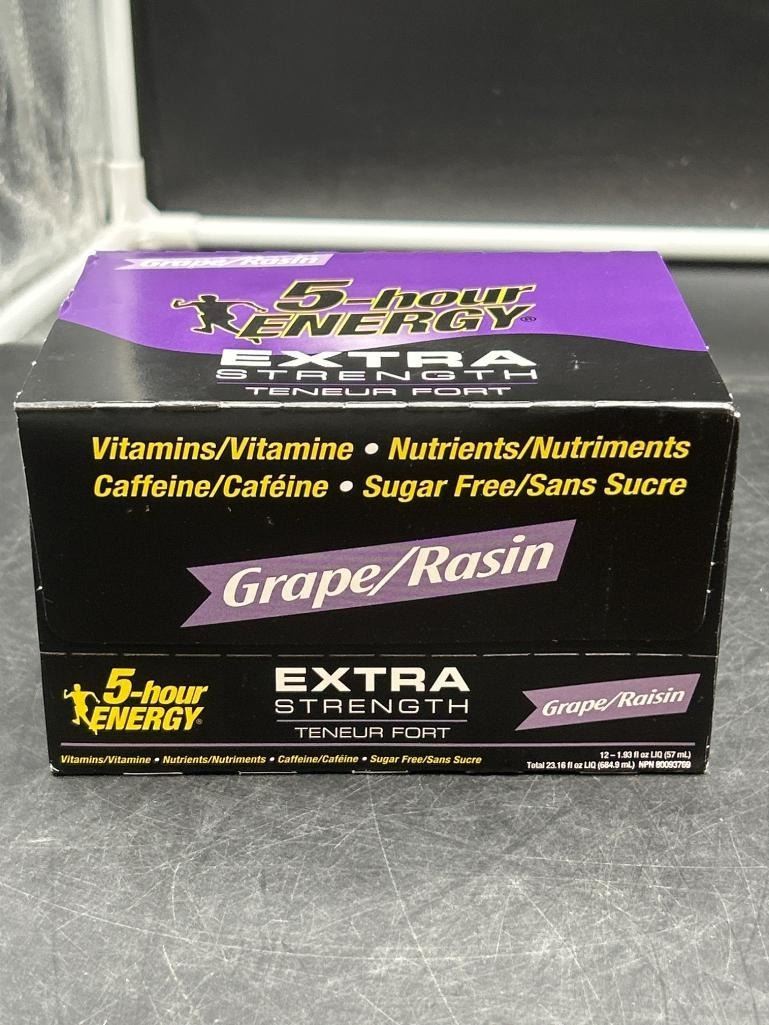 Grape/Rasin
5-hour
ENERGY®
EXTRA
STRENGTH
TENEUR FORT
Vitamins/Vitamine • Nutrients/Nutriments
Caffeine/Caféine • Sugar Free/Sans Sucre
Grape/Rasin
5-hour
ENERGY®
EXTRA
STRENGTH
TENEUR FORT
Grape/Raisin
Vitamins/Vitamine • Nutrients/Nutriments • Caffeine/Caféine • Sugar Free/Sans Sucre
12 – 1.93 fl oz LIQ (57 mL)
Total 23.16 fl oz LIQ (684.9 mL) NPN 80093769